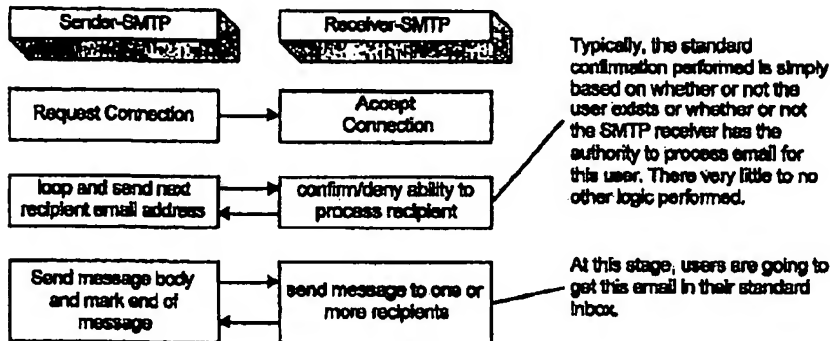 Sender-SMTP
Receiver-SMTP
Request Connection
Accept
Connection
loop and send next
recipient email address
confirm/deny ability to
process recipient
Send message body
and mark end of
message
send message to one or
more recipients
Typically, the standard
confirmation performed is simply
based on whether or not the
user exists or whether or not
the SMTP receiver has the
authority to process email for
this user. There very little to no
other logic performed.
At this stage, users are going to
get this email in their standard
Inbox.